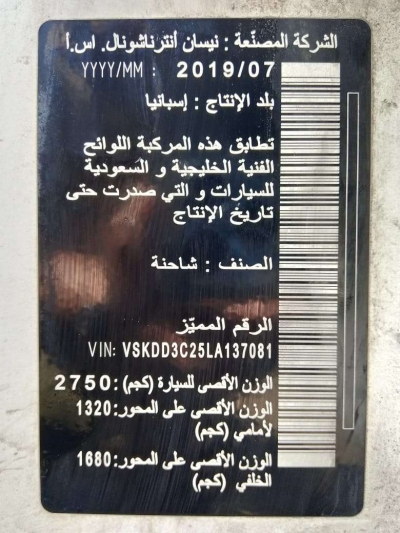 الشركة المصنّعة : نيسان أنترناشونال. اس.أ
YYYY/MM : 2019/07
بلد الإنتاج : إسبانيا
تطابق هذه المركبة اللوائح
الفنية الخليجية و السعودية
للسيارات و التي صدرت حتى
تاريخ الإنتاج
الصنف : شاحنة
الرقم المميّز
VIN: VSKDD3C25LA137081
الوزن الأقصى للسيارة (كجم) :2750
الوزن الأقصى على المحور :1320
لأمامي (كجم)
الوزن الأقصى على المحور :1680
الخلفي (كجم)